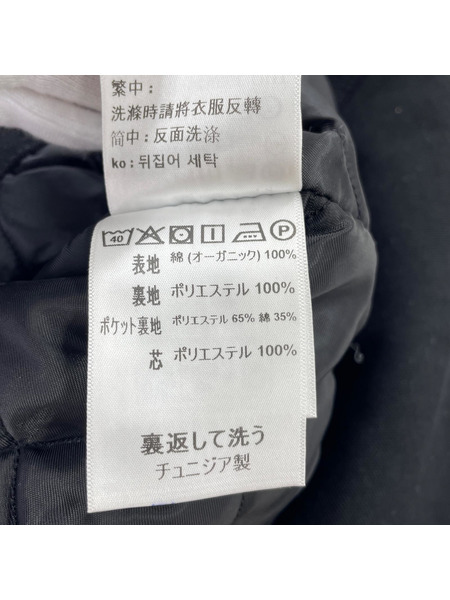 繁中:
洗滌時請將衣服反轉
简中: 反面洗涤
ko: 뒤집어 세탁
40 P
表地 綿 (オーガニック) 100%
裏地 ポリエステル 100%
ポケット裏地 ポリエステル 65% 綿 35%
芯 ポリエステル 100%
裏返して洗う
チュニジア製